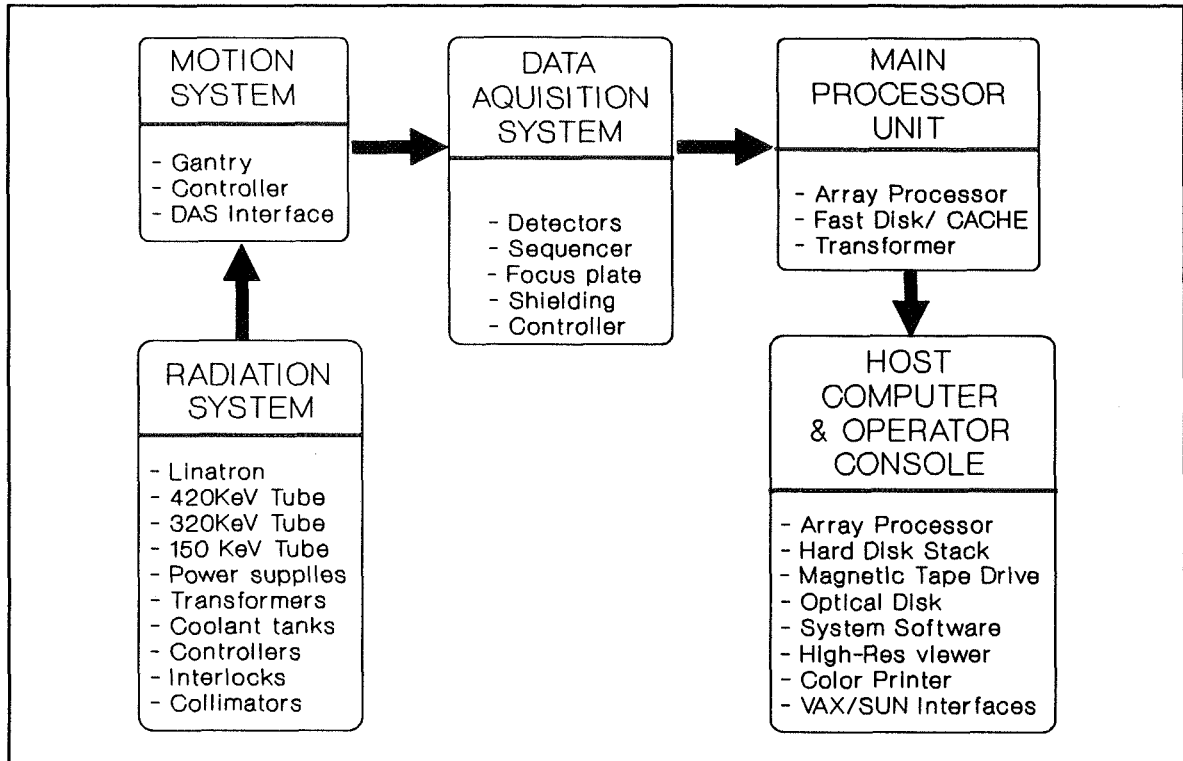 MOTION
SYSTEM
- Gantry
- Controller
- DAS Interface
DATA
AQUISITION
SYSTEM
- Detectors
- Sequencer
- Focus plate
- Shielding
- Controller
MAIN
PROCESSOR
UNIT
- Array Processor
- Fast Disk/ CACHE
- Transformer
RADIATION
SYSTEM
- Linatron
- 420KeV Tube
- 320KeV Tube
- 150 KeV Tube
- Power supplies
- Transformers
- Coolant tanks
- Controllers
- Interlocks
- Collimators
HOST
COMPUTER
& OPERATOR
CONSOLE
- Array Processor
- Hard Disk Stack
- Magnetic Tape Drive
- Optical Disk
- System Software
- High-Res viewer
- Color Printer
- VAX/SUN Interfaces